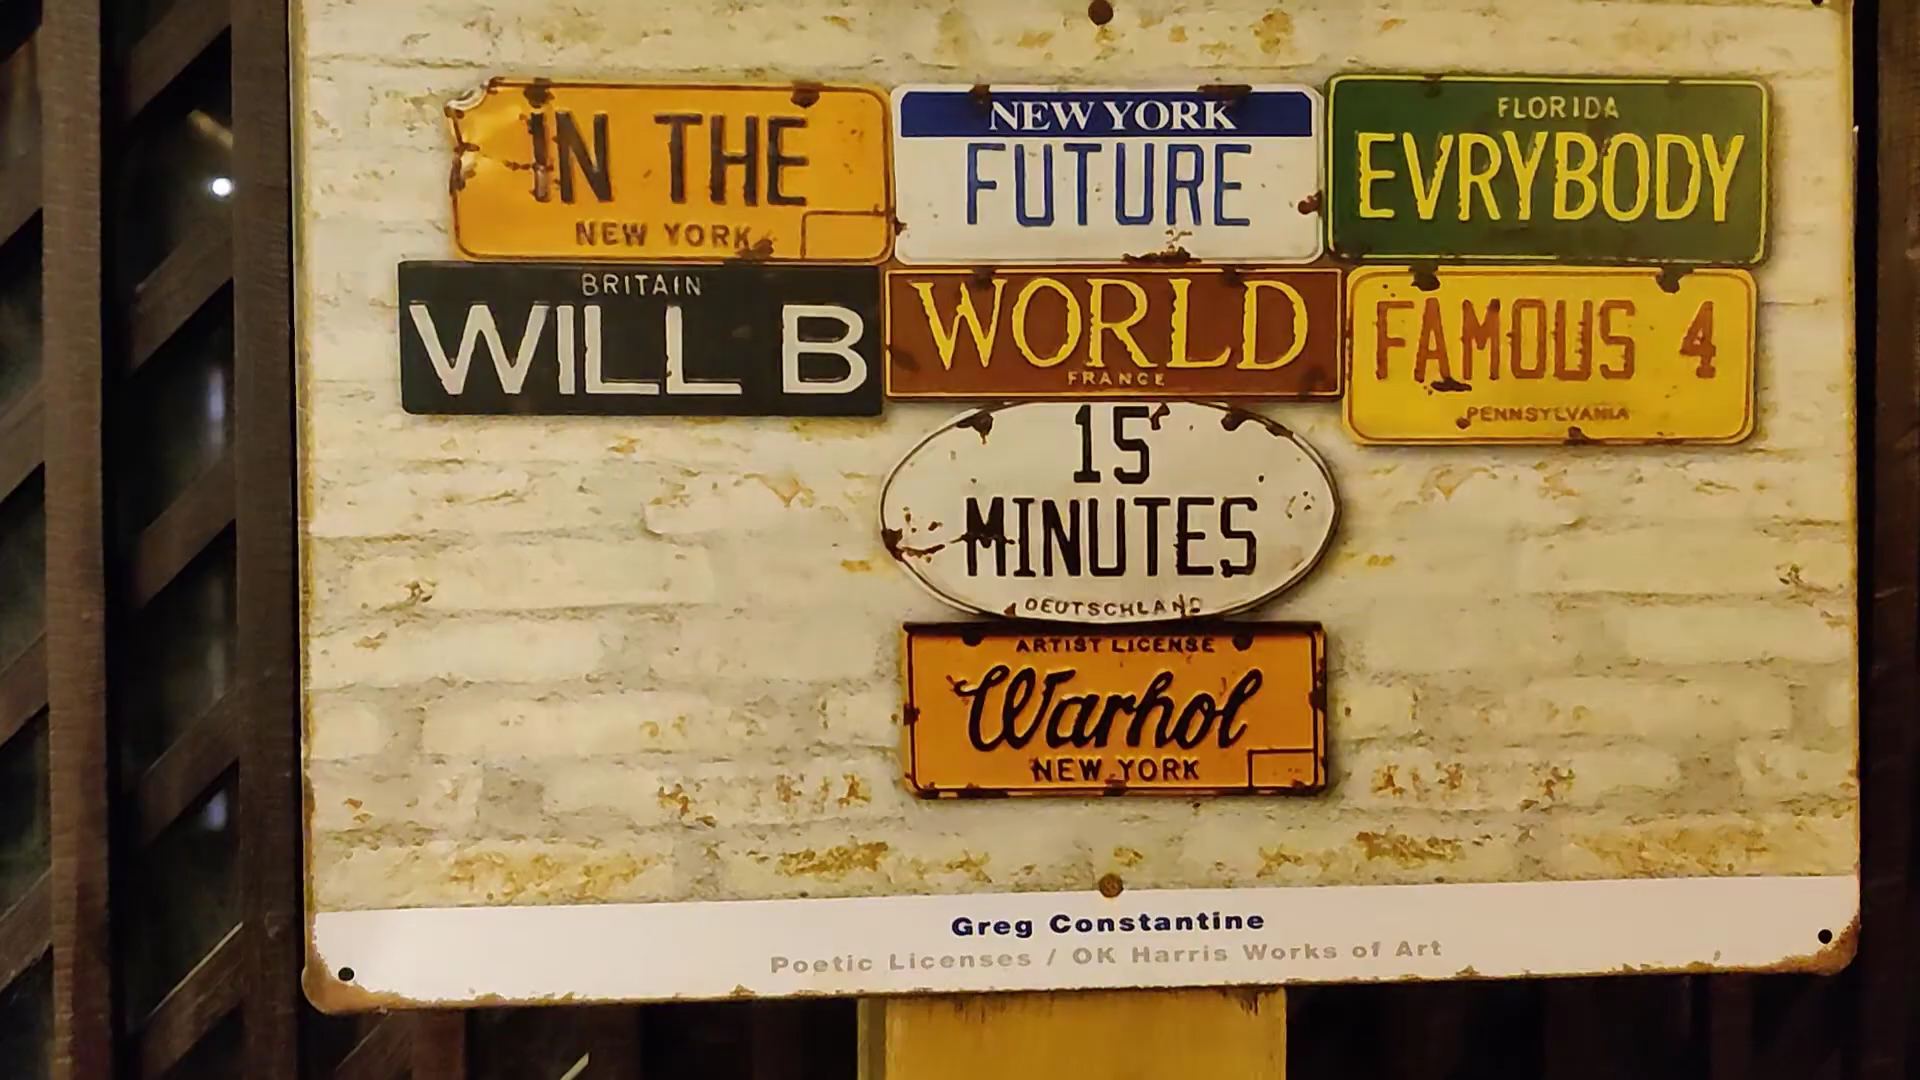 IN THE
NEW YORK
NEW YORK
FUTURE
FLORIDA
EVRYBODY
BRITAIN
WILL B
WORLD
FRANCE
FAMOUS 4
PENNSYLVANIA
15
MINUTES
DEUTSCHLAND
ARTIST LICENSE
Warhol
NEW YORK
Greg Constantine
Poetic Licenses / OK Harris Works of Art